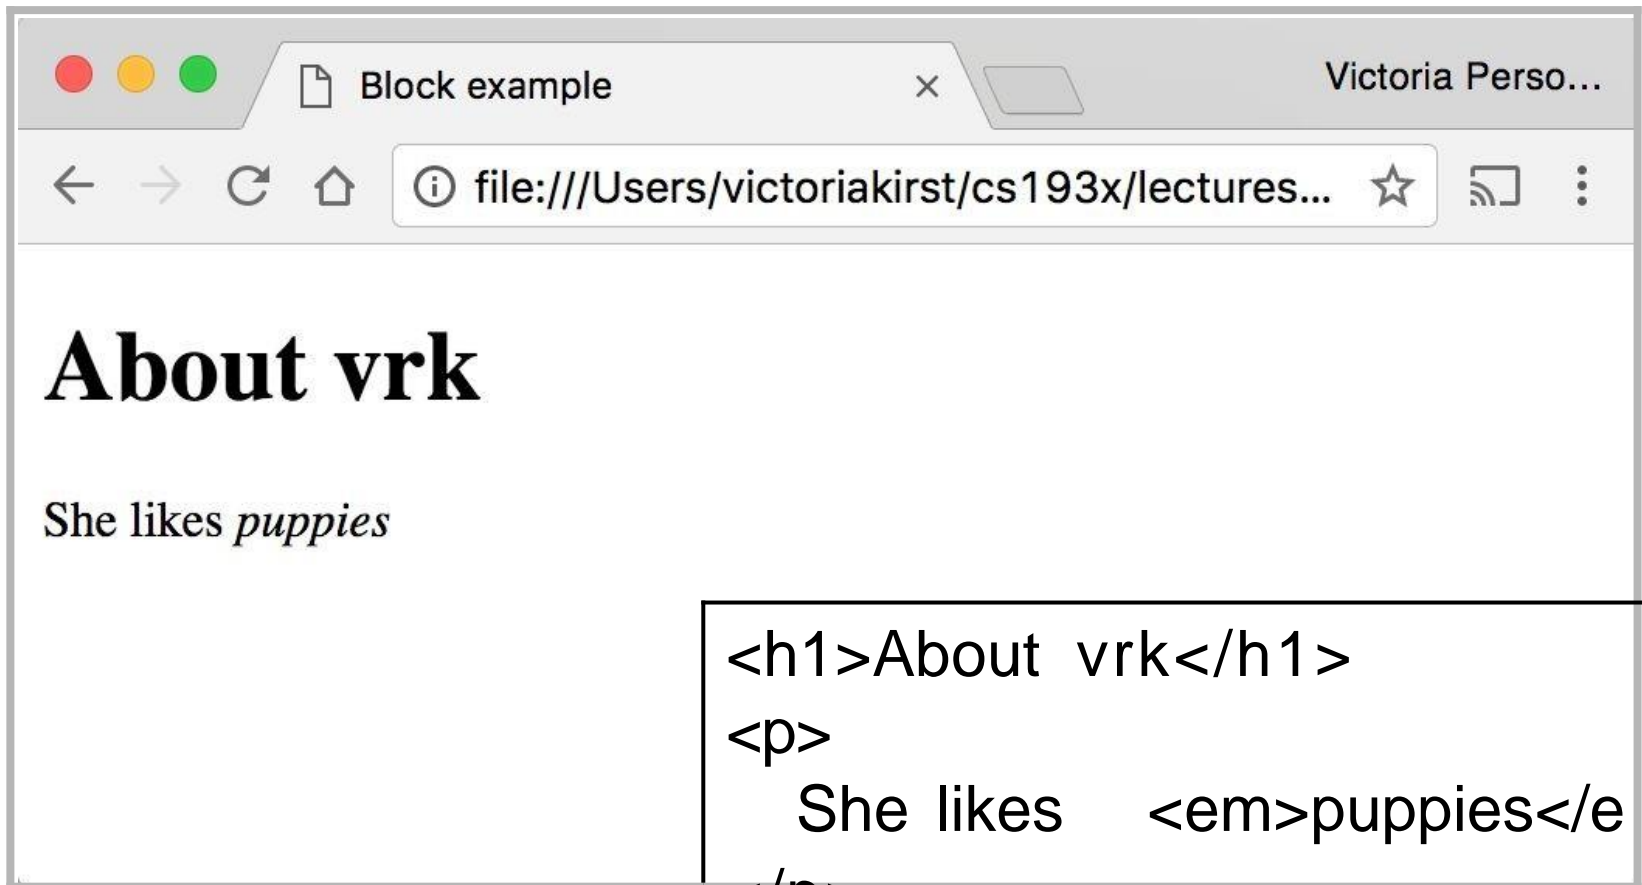 Block example
Victoria Perso...
file:///Users/victoriakirst/cs193x/lectures...
About vrk
She likes puppies
<h1>About vrk</h1>
<p>
She likes <em>puppies</e
</p>